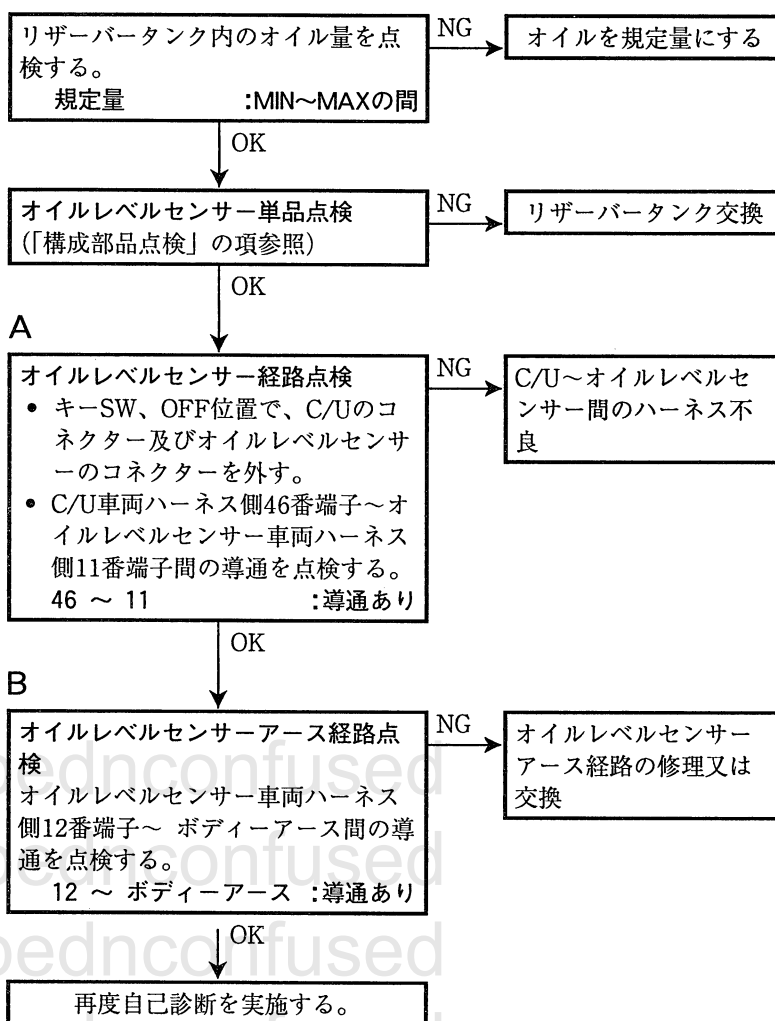 リザーバータンク内のオイル量を点
検する。
規定量 :MIN～MAXの間
NG
オイルを規定量にする
OK
オイルレベルセンサー単品点検
(「構成部品点検」の項参照)
NG
リザーバータンク交換
OK
A
オイルレベルセンサー経路点検
• キーSW、OFF位置で、C/Uのコ
ネクター及びオイルレベルセンサ
ーのコネクターを外す。
• C/U車両ハーネス側46番端子～オ
イルレベルセンサー車両ハーネス
側11番端子間の導通を点検する。
46 ～ 11 :導通あり
NG
C/U～オイルレベルセ
ンサー間のハーネス不
良
OK
B
オイルレベルセンサーアース経路点
検
オイルレベルセンサー車両ハーネス
側12番端子～ ボディーアース間の導
通を点検する。
12 ～ ボディーアース :導通あり
NG
オイルレベルセンサー
アース経路の修理又は
交換
OK
再度自己診断を実施する。
pednconfused
pednconfused
pednconfused